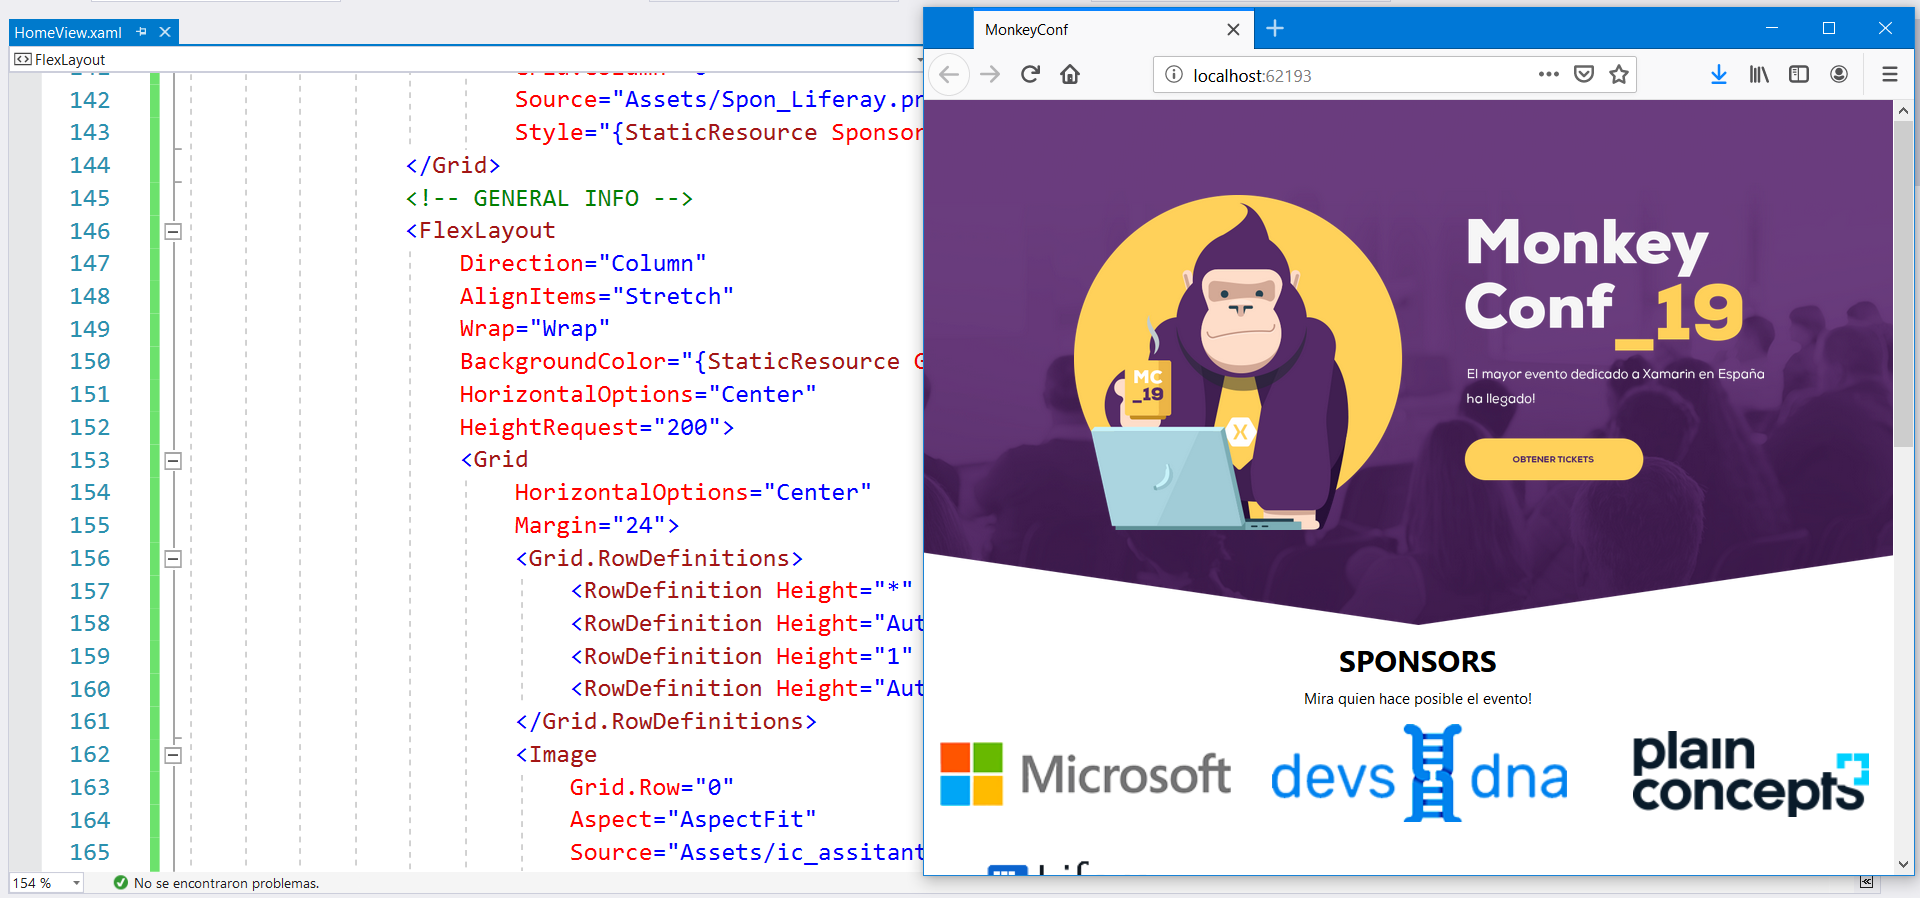 HomeView.xaml
FlexLayout
142
Source="Assets/Spon_Liferay.pr
143
Style="{StaticResource Sponsor
144
</Grid>
145
<!-- GENERAL INFO -->
146
<FlexLayout
147
Direction="Column"
148
AlignItems="Stretch"
149
Wrap="Wrap"
150
BackgroundColor="{StaticResource G
151
HorizontalOptions="Center"
152
HeightRequest="200">
153
<Grid
154
HorizontalOptions="Center"
155
Margin="24">
156
<Grid.RowDefinitions>
157
<RowDefinition Height="*"
158
<RowDefinition Height="Aut
159
<RowDefinition Height="1"
160
<RowDefinition Height="Aut
161
</Grid.RowDefinitions>
162
<Image
163
Grid.Row="0"
164
Aspect="AspectFit"
165
Source="Assets/ic_assitant
154 %
No se encontraron problemas.
MonkeyConf
localhost:62193
Monkey
Conf_19
El mayor evento dedicado a Xamarin en España
ha llegado!
OBTENER TICKETS
MC
_19
SPONSORS
Mira quien hace posible el evento!
Microsoft
devs dna
plain
concepts